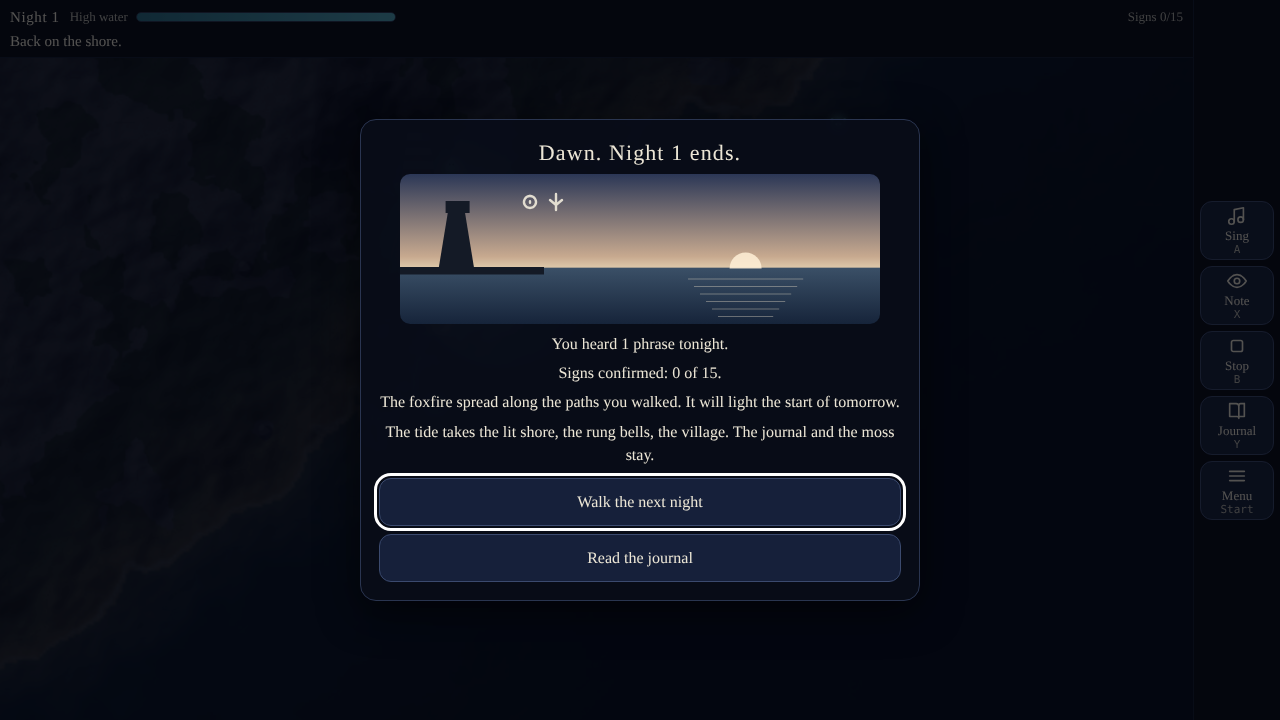 Night 1 High water Signs 0/15
Back on the shore.
Dawn. Night 1 ends.
You heard 1 phrase tonight.
Signs confirmed: 0 of 15.
The foxfire spread along the paths you walked. It will light the start of tomorrow.
The tide takes the lit shore, the rung bells, the village. The journal and the moss
stay.
Walk the next night
Read the journal
Sing
A
Note
X
Stop
B
Journal
Y
Menu
Start